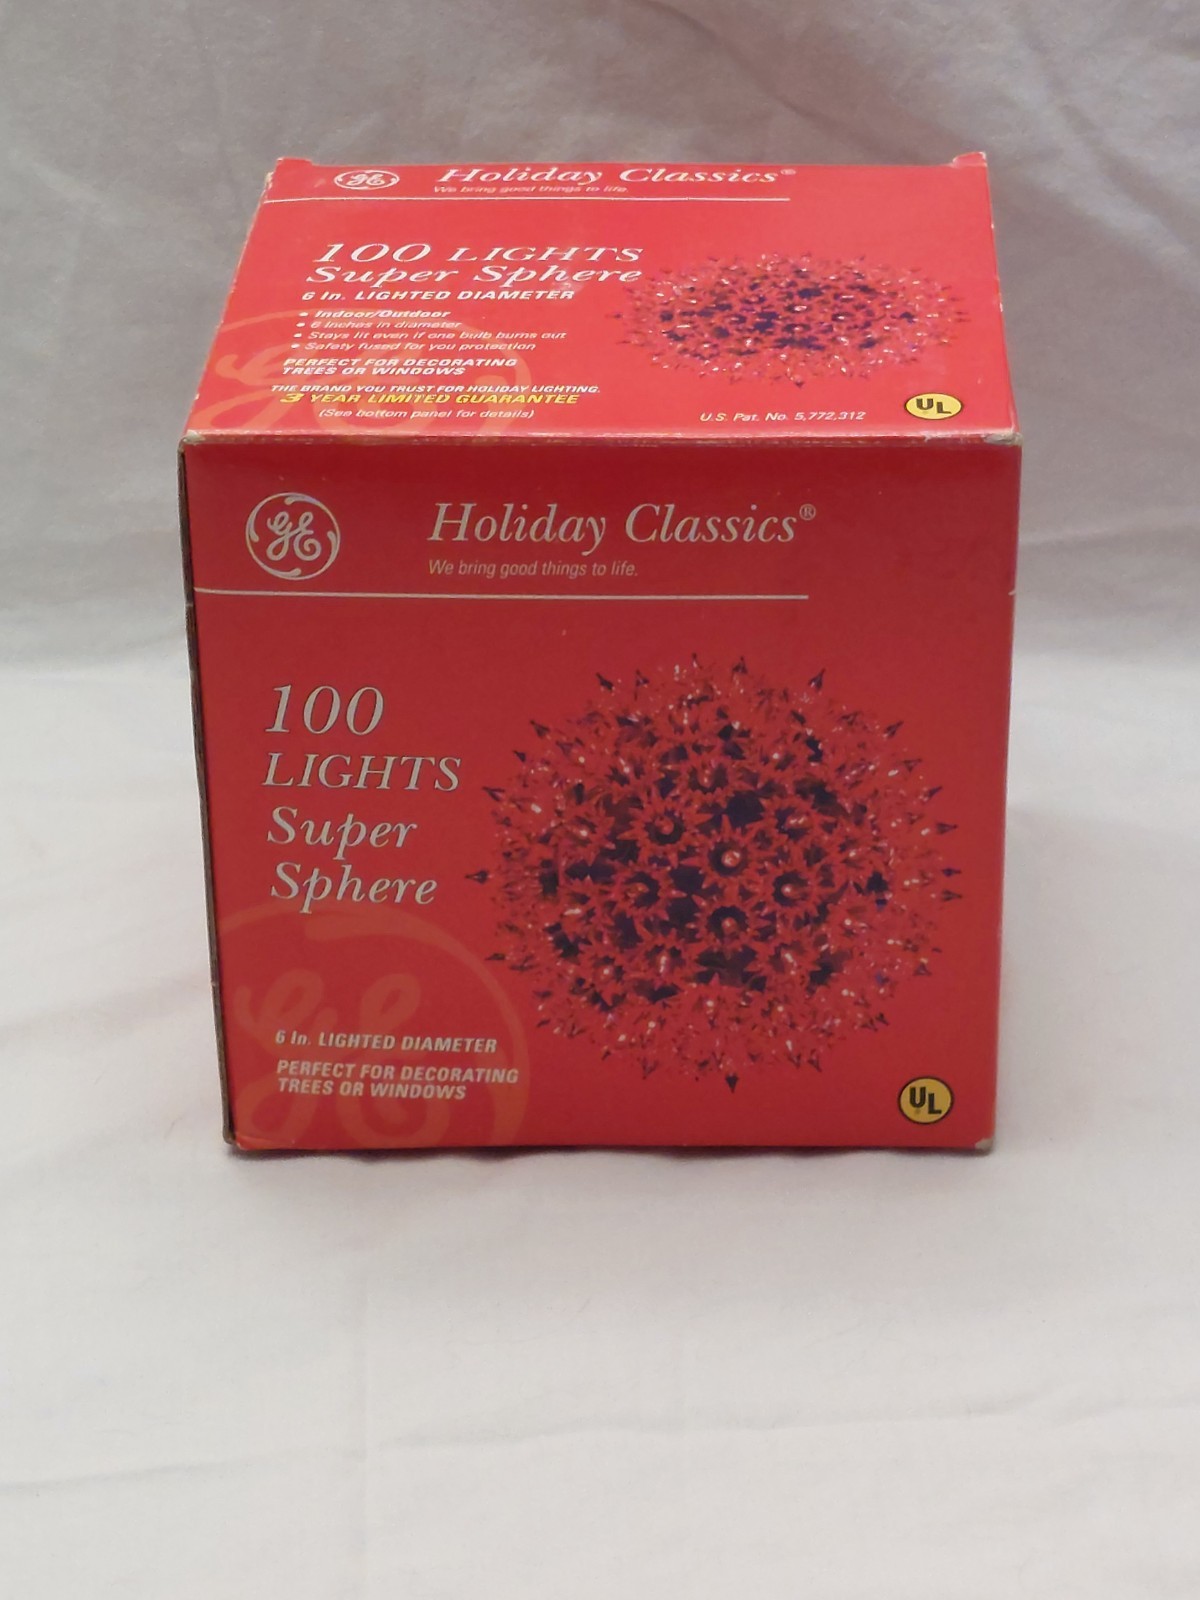 GE
Holiday Classics®
We bring good things to life.
100 LIGHTS
Super Sphere
6 In. LIGHTED DIAMETER
• Indoor/Outdoor
• 6 inches in diameter
• Stays lit even if one bulb burns out
• Safety fused for you protection
PERFECT FOR DECORATING
TREES OR WINDOWS
THE BRAND YOU TRUST FOR HOLIDAY LIGHTING.
3 YEAR LIMITED GUARANTEE
(See bottom panel for details)
U.S. Pat. No. 5,772,312
UL
GE
Holiday Classics®
We bring good things to life.
100
LIGHTS
Super
Sphere
GE
6 In. LIGHTED DIAMETER
PERFECT FOR DECORATING
TREES OR WINDOWS
UL